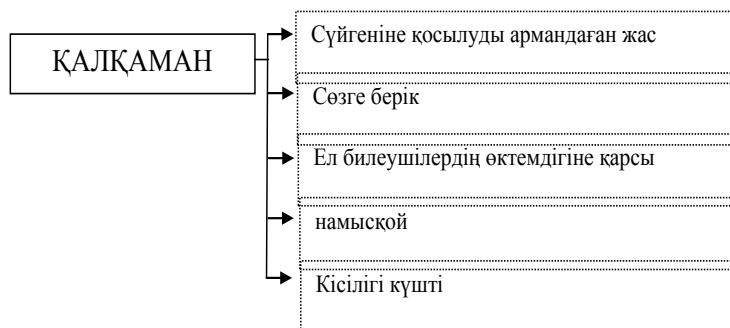 ҚАЛҚАМАН
Сүйгеніне қосылуды армандаған жас
Сөзге берік
Ел билеушілердің өктемдігіне қарсы
намысқой
Кісілігі күшті